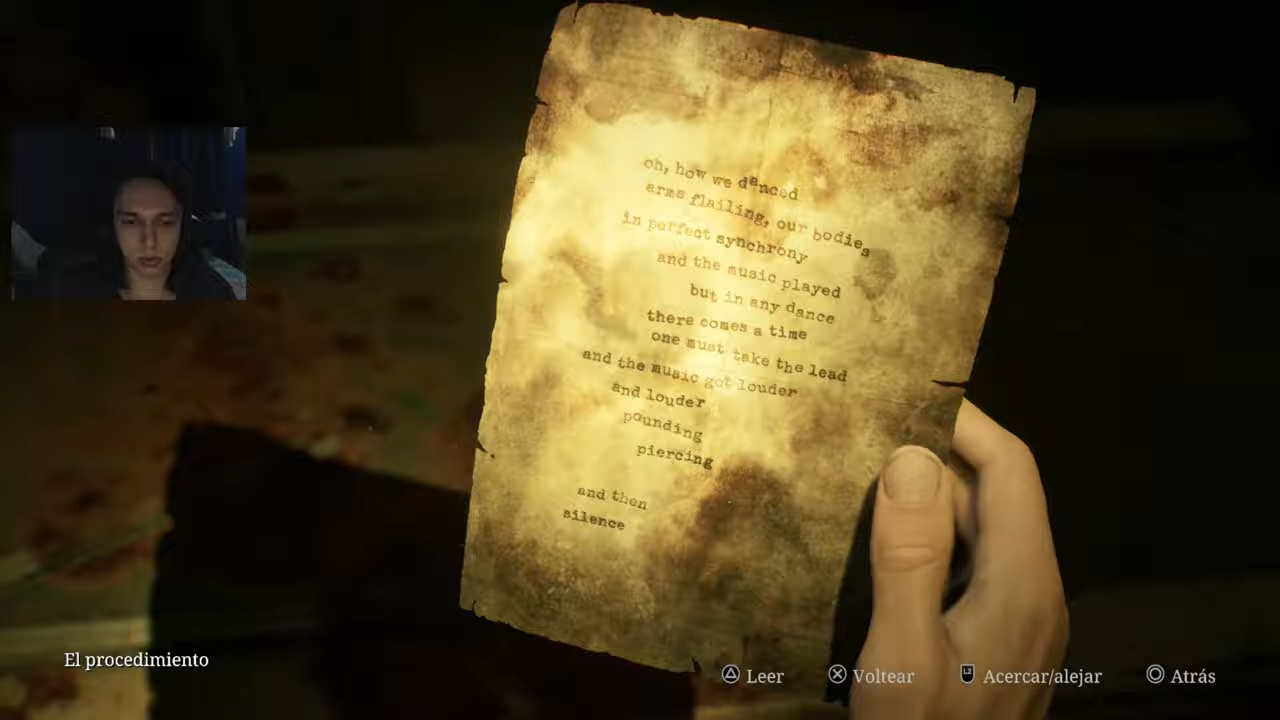 oh, how we danced
arms flailing, our bodies
in perfect synchrony
and the music played
but in any dance
there comes a time
one must take the lead
and the music got louder
and louder
pounding
piercing
and then
silence
El procedimiento
Leer
Voltear
L2 Acercar/alejar
Atrás